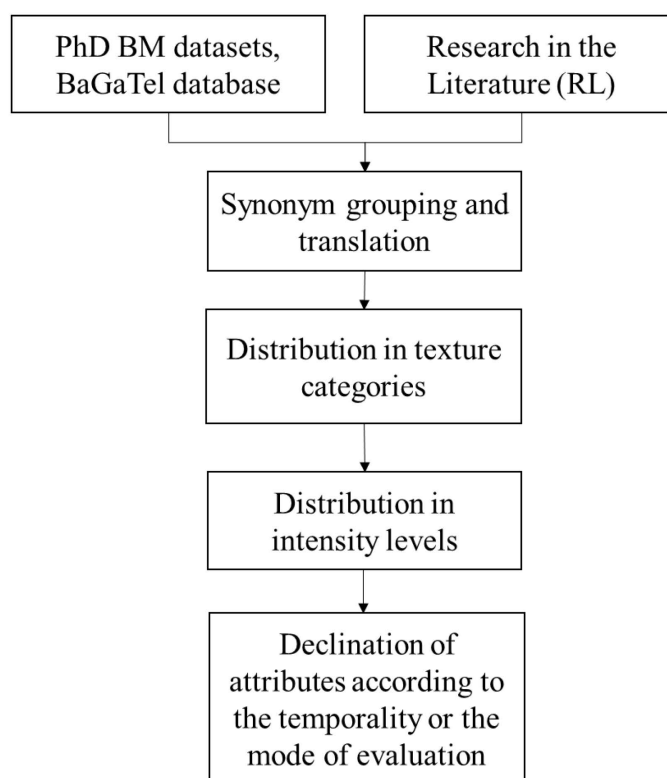 PhD BM datasets,
BaGaTel database
Research in the
Literature (RL)
Synonym grouping and
translation
Distribution in texture
categories
Distribution in
intensity levels
Declination of
attributes according to
the temporality or the
mode of evaluation